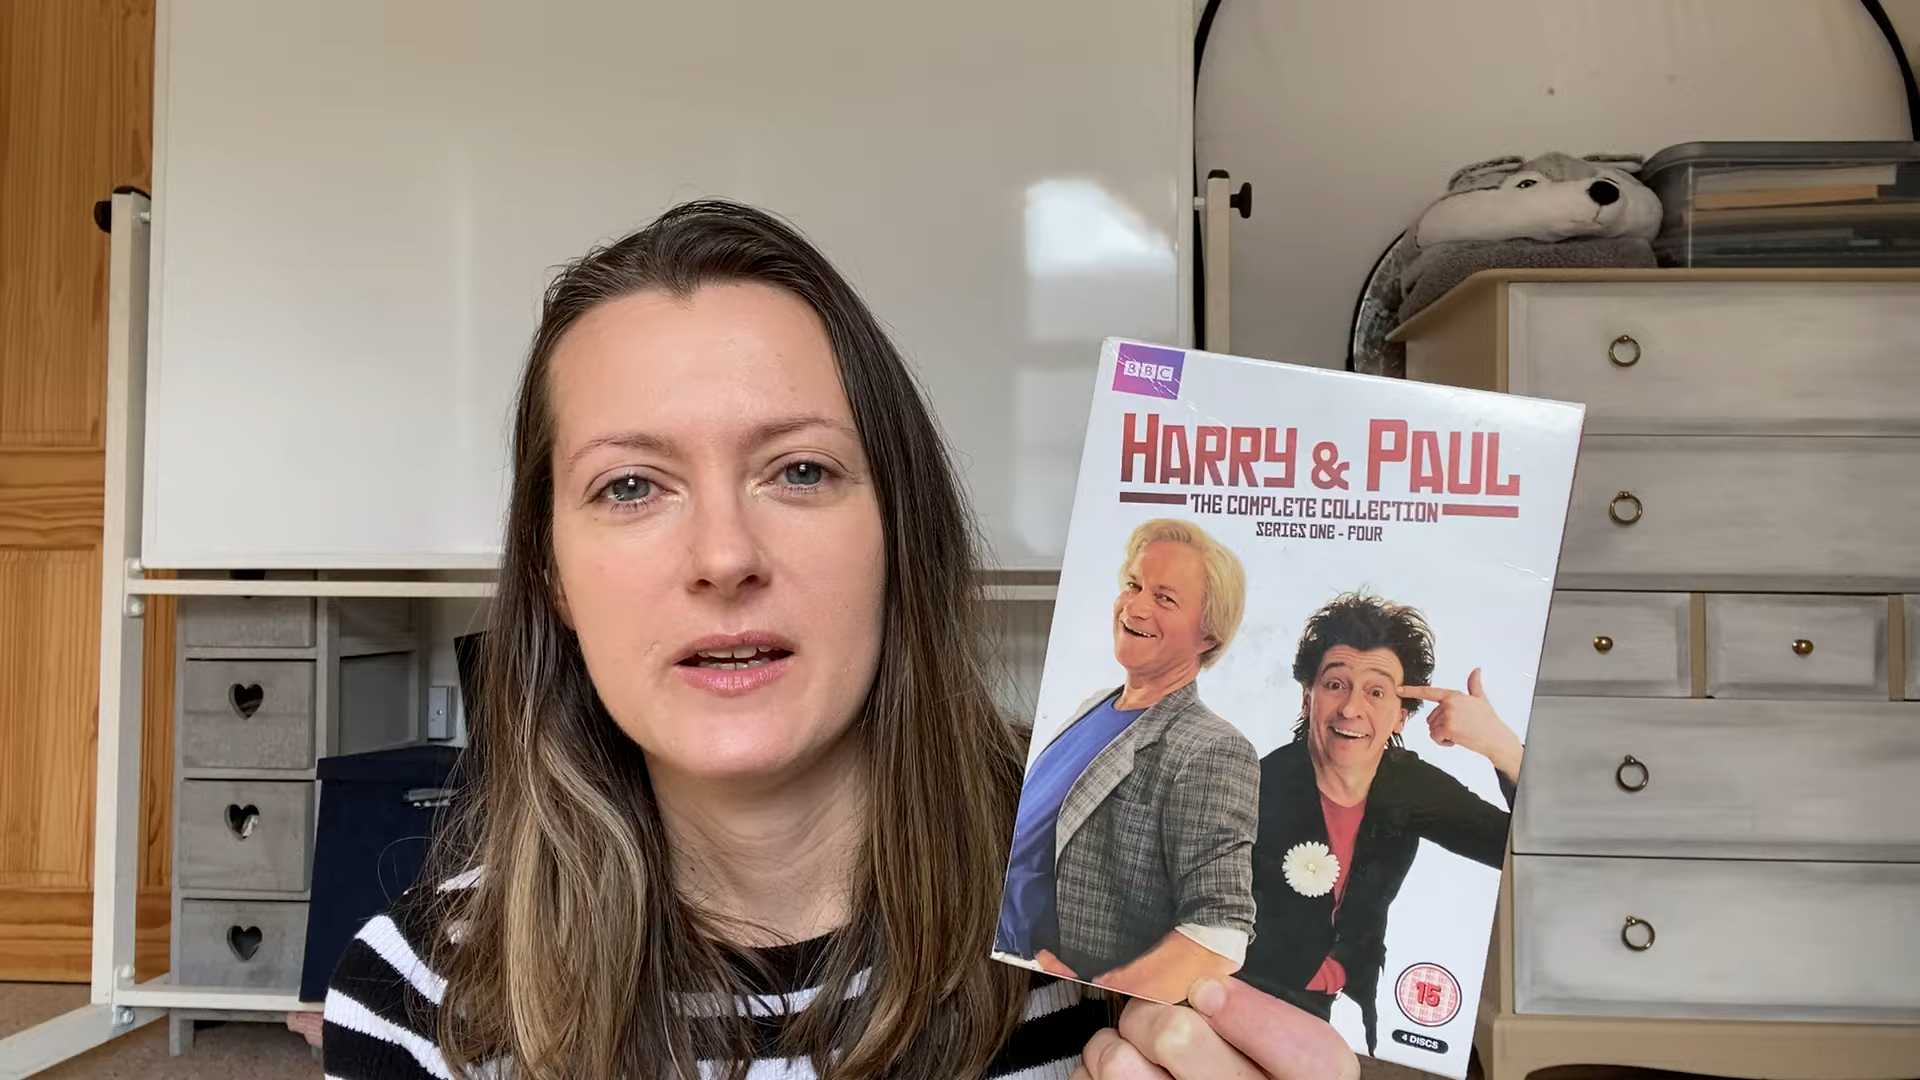 BBC
HARRY & PAUL
THE COMPLETE COLLECTION
SERIES ONE - FOUR
15
4 DISCS